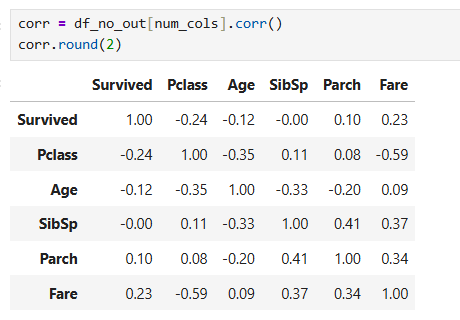 corr = df_no_out[num_cols].corr()
corr.round(2)
Survived Pclass Age SibSp Parch Fare
Survived 1.00 -0.24 -0.12 -0.00 0.10 0.23
Pclass -0.24 1.00 -0.35 0.11 0.08 -0.59
Age -0.12 -0.35 1.00 -0.33 -0.20 0.09
SibSp -0.00 0.11 -0.33 1.00 0.41 0.37
Parch 0.10 0.08 -0.20 0.41 1.00 0.34
Fare 0.23 -0.59 0.09 0.37 0.34 1.00